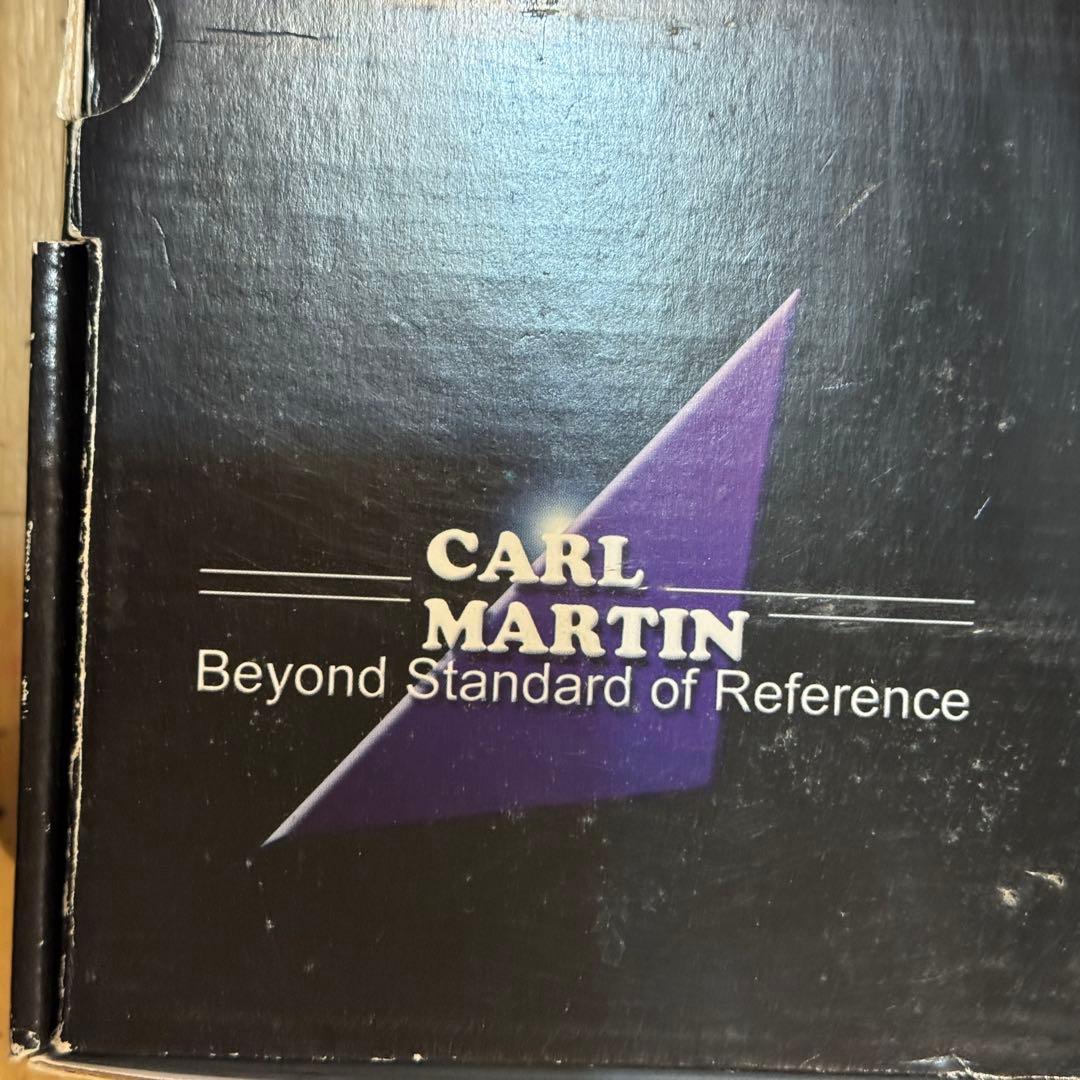 CARL
MARTIN
Beyond Standard of Reference